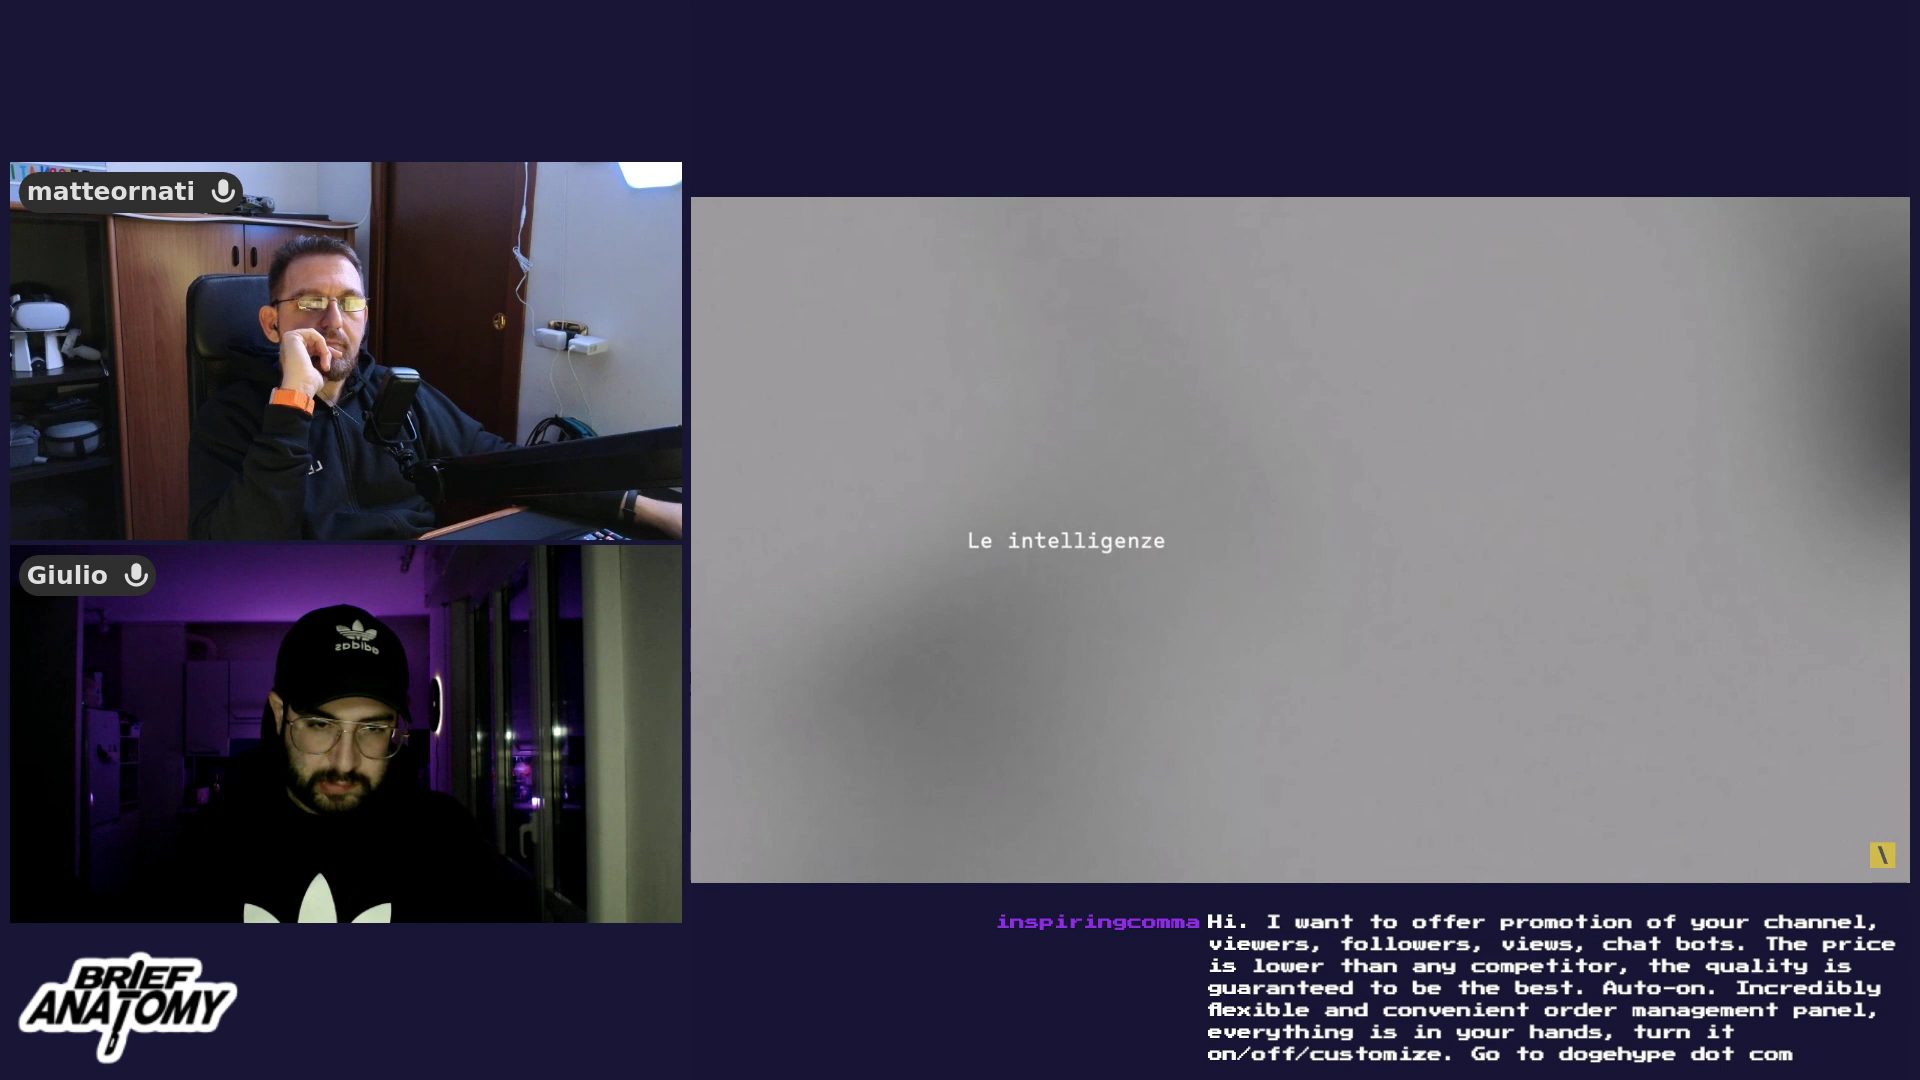 matteornati
Giulio
Le intelligenze
\
inspiringcomma Hi. I want to offer promotion of your channel,
viewers, followers, views, chat bots. The price
is lower than any competitor, the quality is
guaranteed to be the best. Auto-on. Incredibly
flexible and convenient order management panel,
everything is in your hands, turn it
on/off/customize. Go to dogehype dot com
BRIEF
ANATOMY
adidas